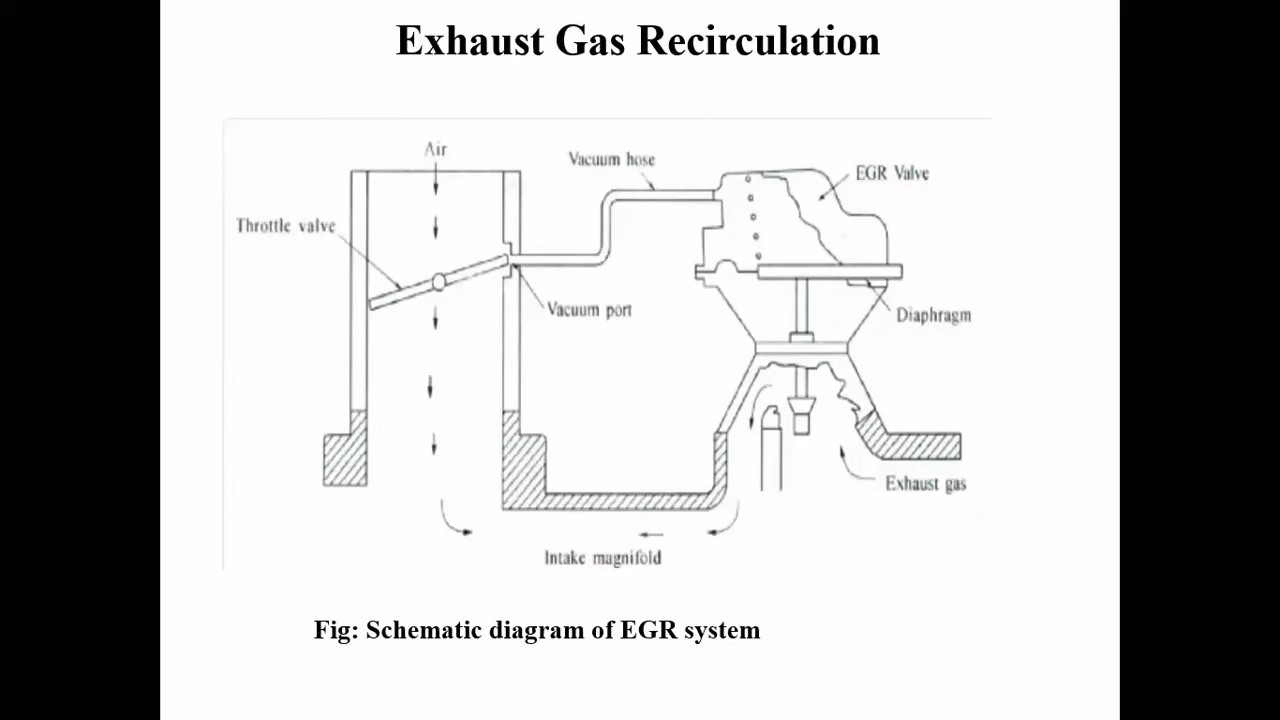 Exhaust Gas Recirculation
Air
Vacuum hose
EGR Valve
Throttle valve
Vacuum port
Diaphragm
Exhaust gas
Intake magnifold
Fig: Schematic diagram of EGR system